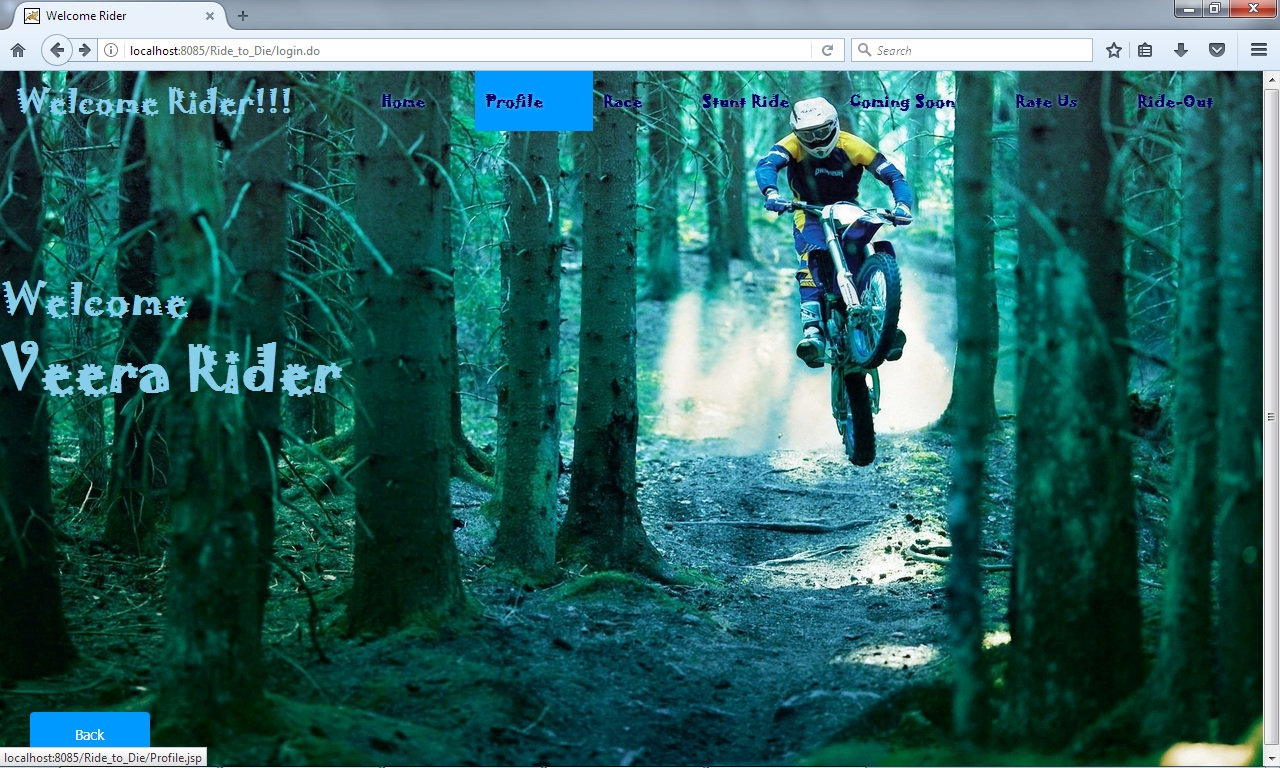 Welcome Rider
localhost:8085/Ride_to_Die/login.do
Search
Welcome Rider!!!
Home Profile Race Stunt Ride Coming Soon Rate Us Ride-Out
Welcome
Veera Rider
Back
localhost:8085/Ride_to_Die/Profile.jsp